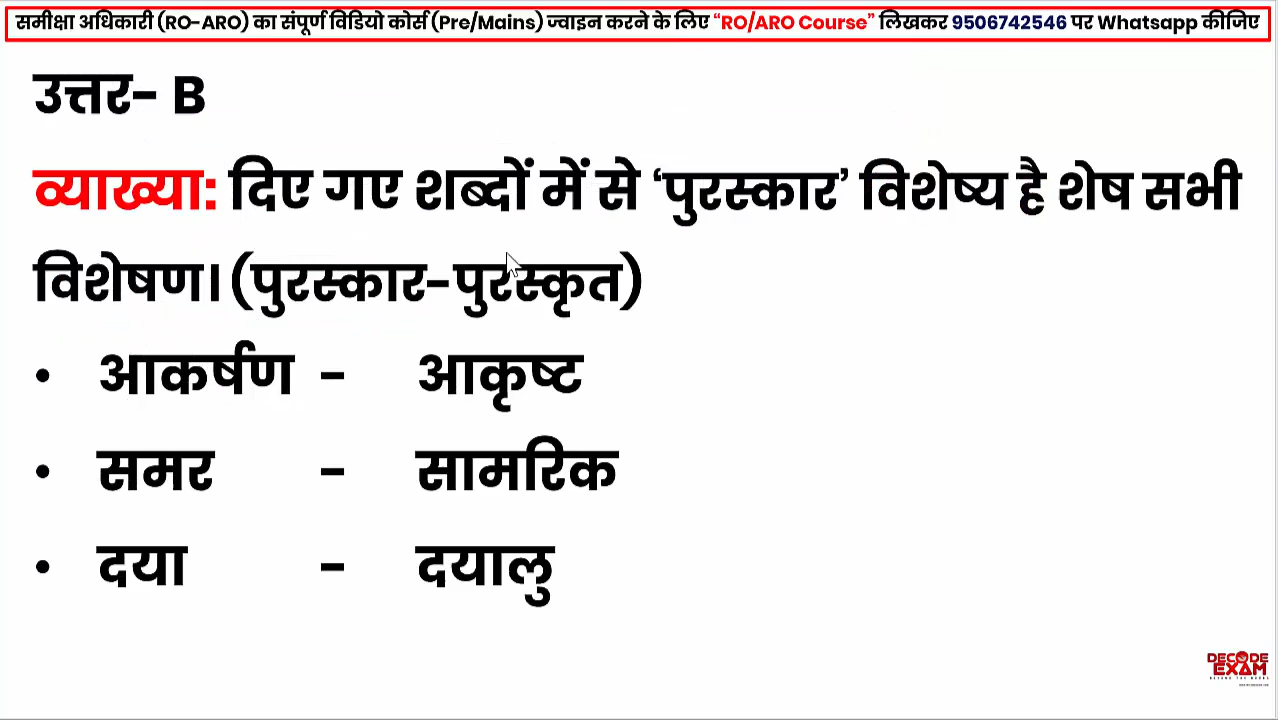 समीक्षा अधिकारी (RO-ARO) का संपूर्ण विडियो कोर्स (Pre/Mains) ज्वाइन करने के लिए “RO/ARO Course” लिखकर 9506742546 पर Whatsapp कीजिए
उत्तर- B
व्याख्या: दिए गए शब्दों में से ‘पुरस्कार’ विशेष्य है शेष सभी
विशेषण। (पुरस्कार-पुरस्कृत)
• आकर्षण - आकृष्ट
• समर - सामरिक
• दया - दयालु
DECODE
EXAM